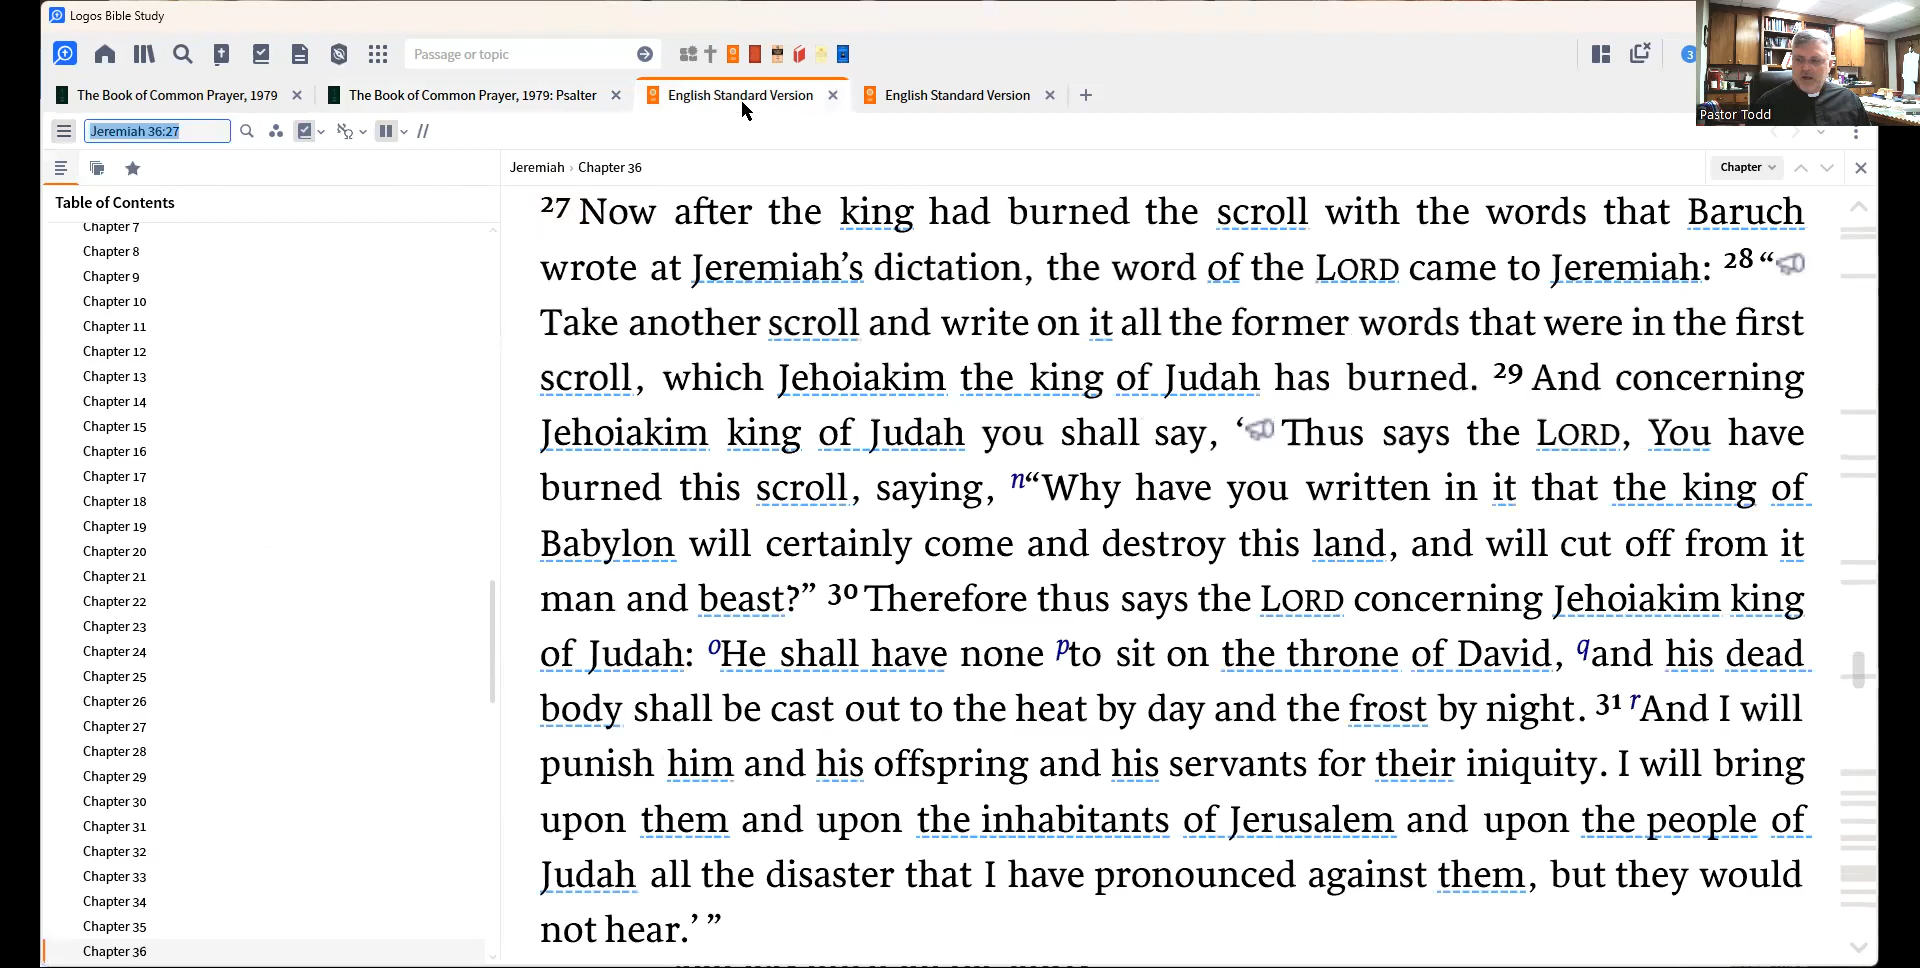 Logos Bible Study
Passage or topic
3
The Book of Common Prayer, 1979
The Book of Common Prayer, 1979: Psalter
English Standard Version
English Standard Version
Pastor Todd
Jeremiah 36:27
Jeremiah › Chapter 36
Chapter
Table of Contents
Chapter 7
Chapter 8
Chapter 9
Chapter 10
Chapter 11
Chapter 12
Chapter 13
Chapter 14
Chapter 15
Chapter 16
Chapter 17
Chapter 18
Chapter 19
Chapter 20
Chapter 21
Chapter 22
Chapter 23
Chapter 24
Chapter 25
Chapter 26
Chapter 27
Chapter 28
Chapter 29
Chapter 30
Chapter 31
Chapter 32
Chapter 33
Chapter 34
Chapter 35
Chapter 36
27 Now after the king had burned the scroll with the words that Baruch
wrote at Jeremiah’s dictation, the word of the LORD came to Jeremiah: 28 “
Take another scroll and write on it all the former words that were in the first
scroll, which Jehoiakim the king of Judah has burned. 29 And concerning
Jehoiakim king of Judah you shall say, ‘Thus says the LORD, You have
burned this scroll, saying, n“Why have you written in it that the king of
Babylon will certainly come and destroy this land, and will cut off from it
man and beast?” 30 Therefore thus says the LORD concerning Jehoiakim king
of Judah: oHe shall have none pto sit on the throne of David, qand his dead
body shall be cast out to the heat by day and the frost by night. 31 rAnd I will
punish him and his offspring and his servants for their iniquity. I will bring
upon them and upon the inhabitants of Jerusalem and upon the people of
Judah all the disaster that I have pronounced against them, but they would
not hear.’ ”